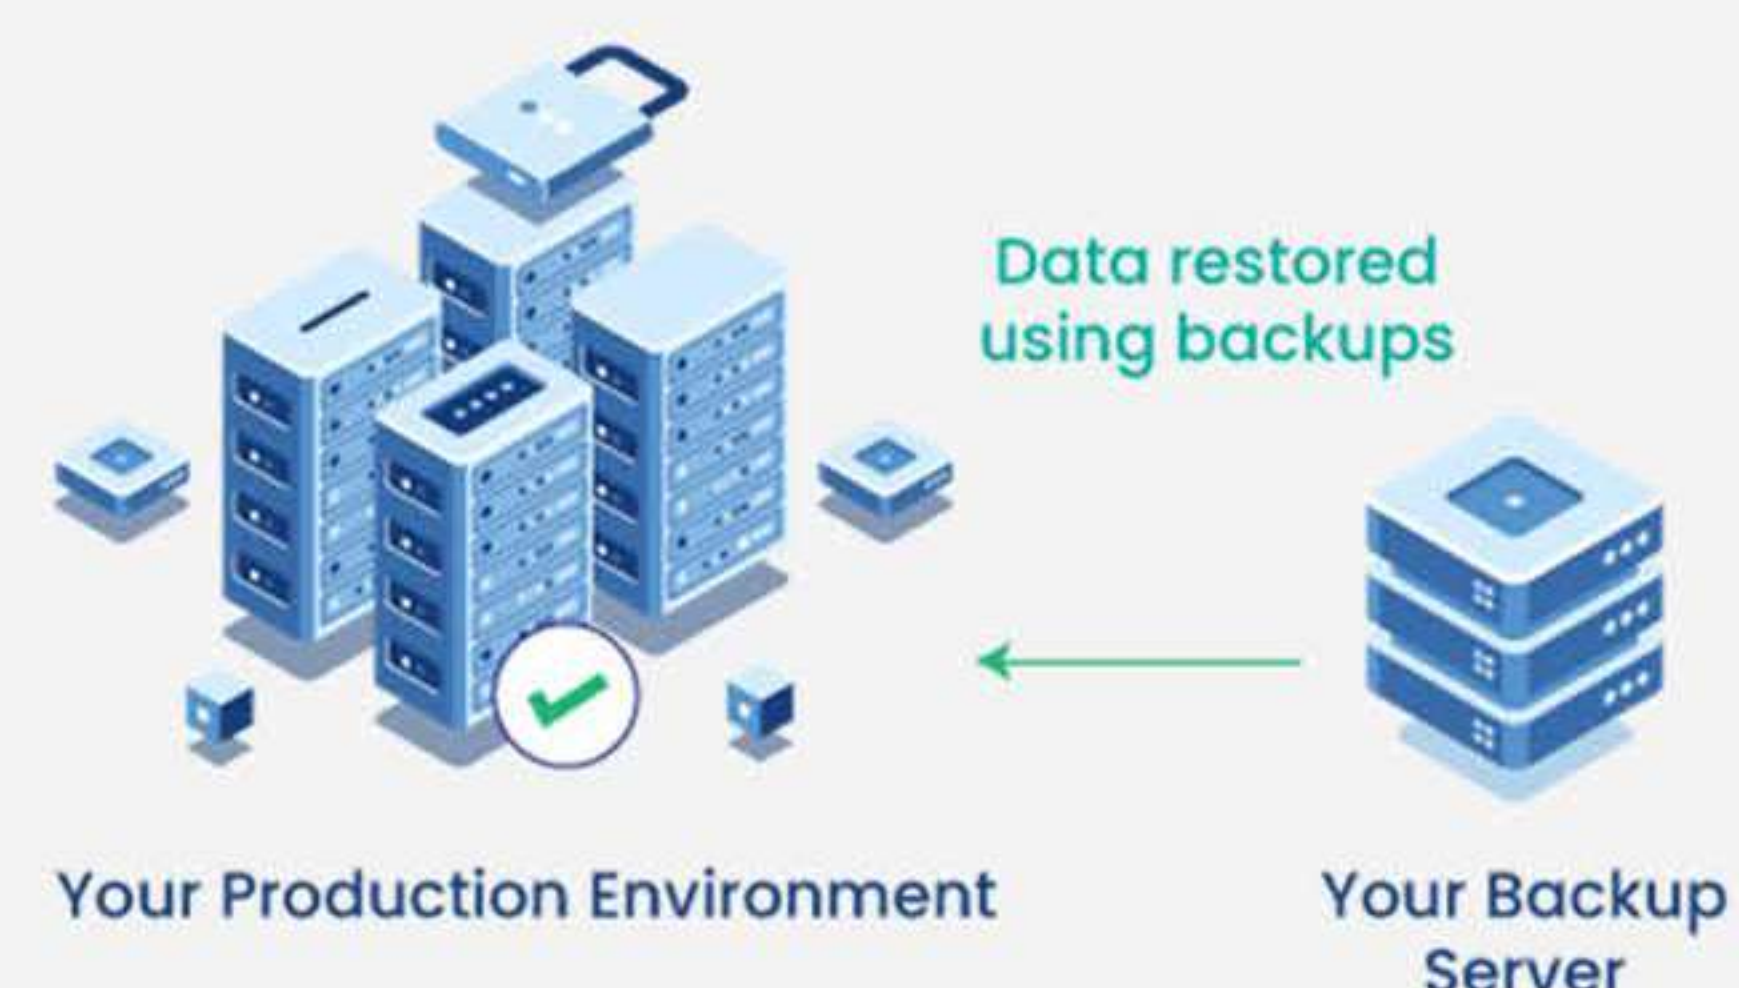 Data restored
using backups
Your Production Environment
Your Backup
Server